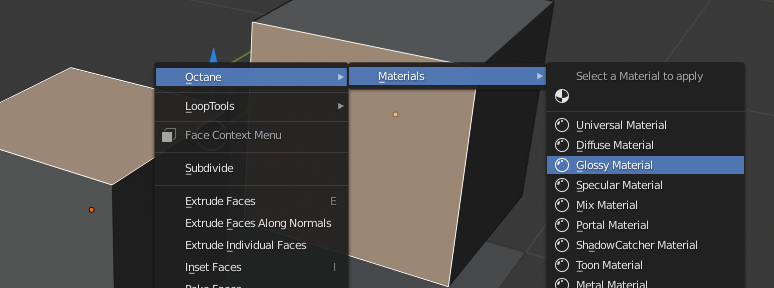 Octane
LoopTools
Face Context Menu
Subdivide
Extrude Faces E
Extrude Faces Along Normals
Extrude Individual Faces
Inset Faces I
Materials
Select a Material to apply
Universal Material
Diffuse Material
Glossy Material
Specular Material
Mix Material
Portal Material
ShadowCatcher Material
Toon Material
Metal Material